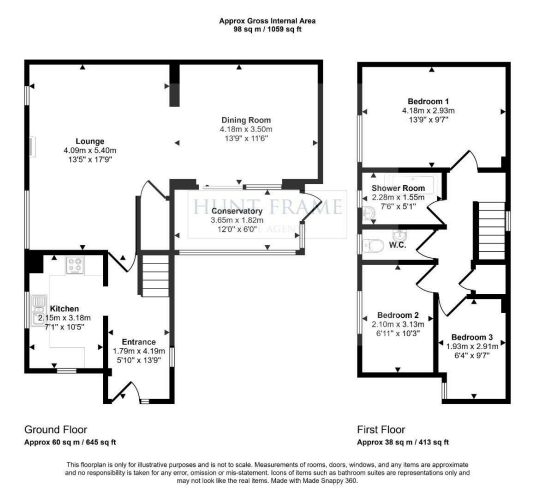 Approx Gross Internal Area
98 sq m / 1059 sq ft
Lounge
4.09m x 5.40m
13'5" x 17'9"
Dining Room
4.18m x 3.50m
13'9" x 11'6"
HUNT FRAME
Conservatory
3.65m x 1.82m
12'0" x 6'0"
Kitchen
2.15m x 3.18m
7'1" x 10'5"
Entrance
1.79m x 4.19m
5'10" x 13'9"
Bedroom 1
4.18m x 2.93m
13'9" x 9'7"
Shower Room
2.28m x 1.55m
7'6" x 5'1"
W.C.
Bedroom 2
2.10m x 3.13m
6'11" x 10'3"
Bedroom 3
1.93m x 2.91m
6'4" x 9'7"
Ground Floor
Approx 60 sq m / 645 sq ft
First Floor
Approx 38 sq m / 413 sq ft
This floorplan is only for illustrative purposes and is not to scale. Measurements of rooms, doors, windows, and any items are approximate
and no responsibility is taken for any error, omission or mis-statement. Icons of items such as bathroom suites are representations only and
may not look like the real items. Made with Made Snappy 360.